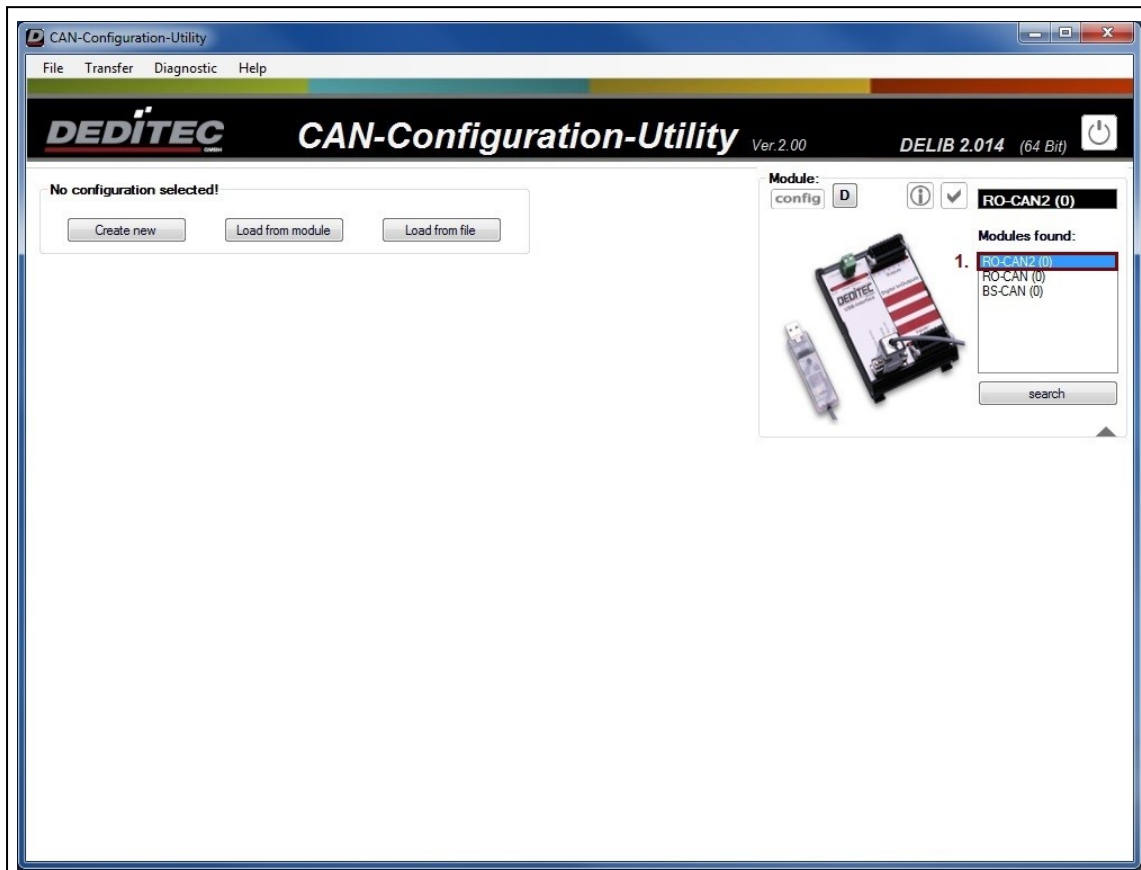 CAN-Configuration-Utility
File Transfer Diagnostic Help
DEDITEC
GMBH
CAN-Configuration-Utility Ver.2.00
DELIB 2.014 (64 Bit)
No configuration selected!
Create new Load from module Load from file
Module:
config D
RO-CAN2 (0)
Modules found:
1. RO-CAN2 (0)
RO-CAN (0)
BS-CAN (0)
search
DEDITEC